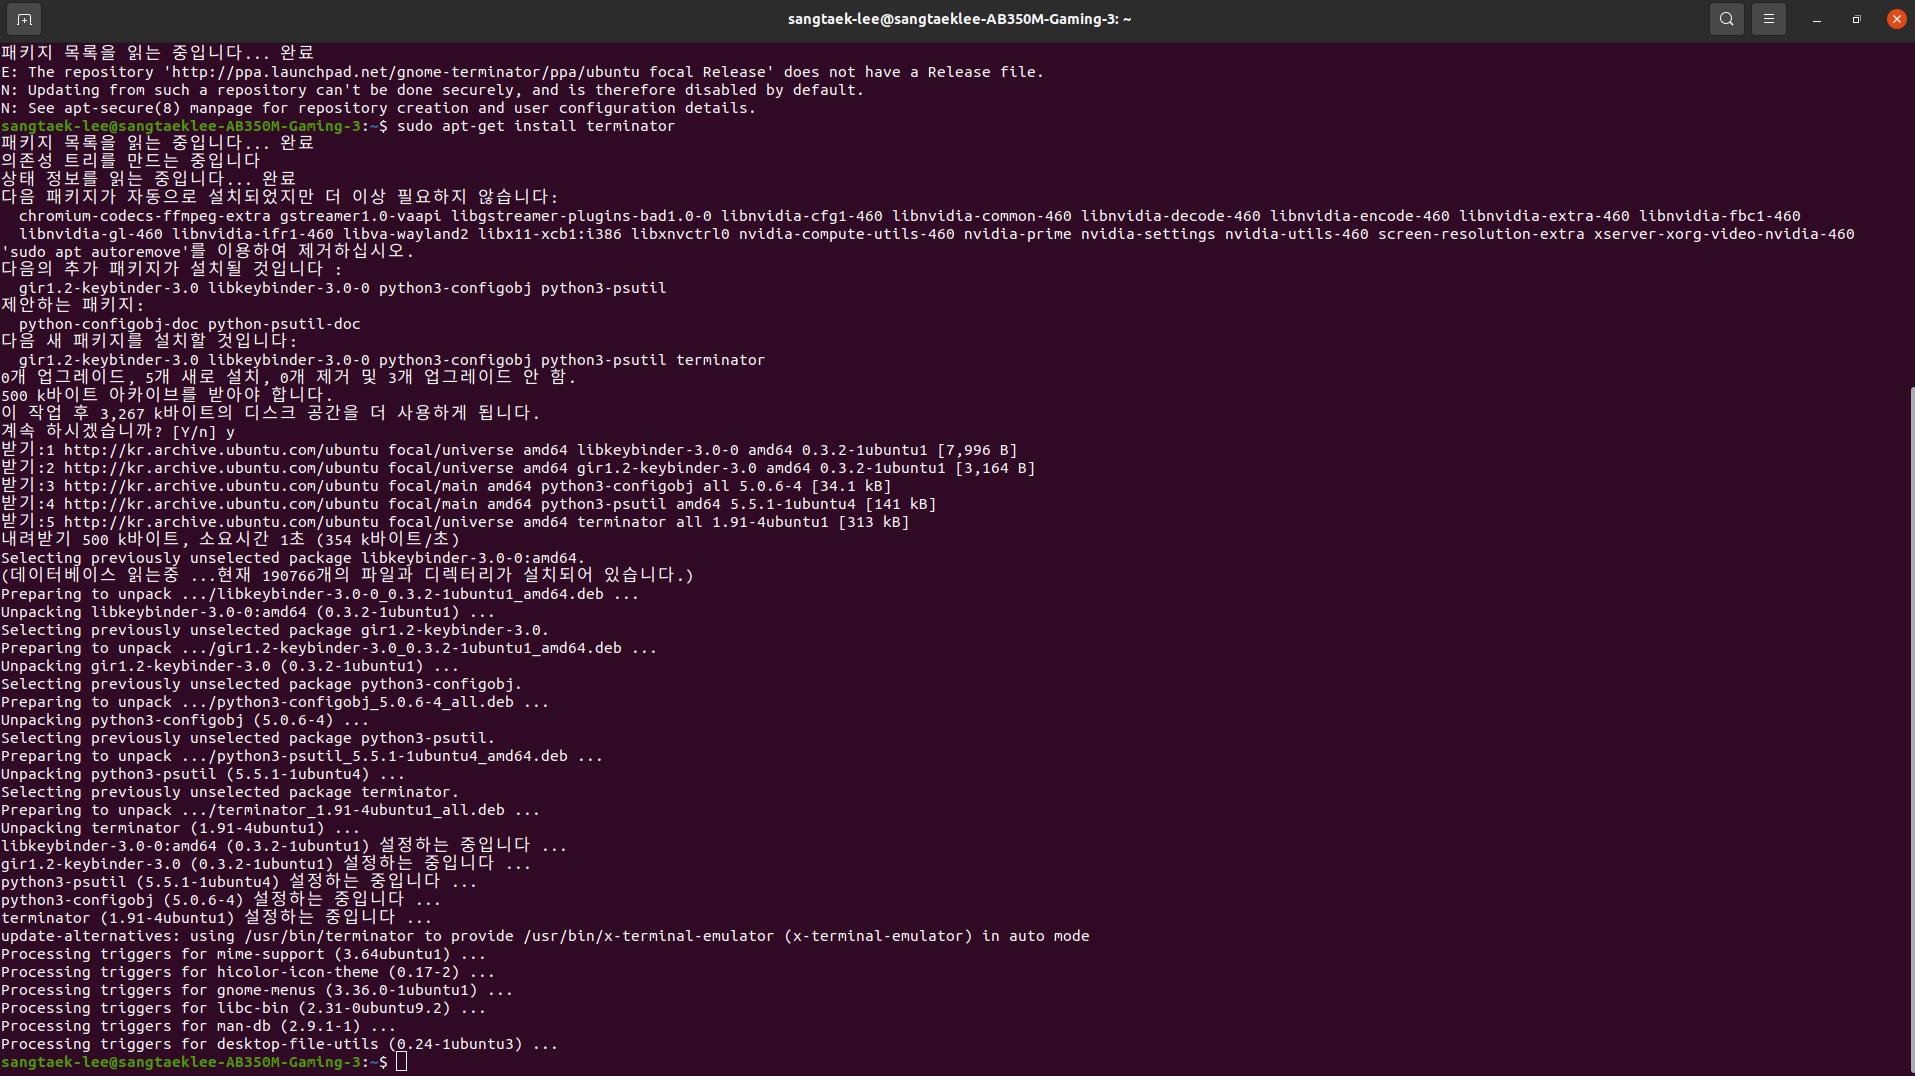 sangtaek-lee@sangtaeklee-AB350M-Gaming-3: ~
패키지 목록을 읽는 중입니다... 완료
E: The repository 'http://ppa.launchpad.net/gnome-terminator/ppa/ubuntu focal Release' does not have a Release file.
N: Updating from such a repository can't be done securely, and is therefore disabled by default.
N: See apt-secure(8) manpage for repository creation and user configuration details.
sangtaek-lee@sangtaeklee-AB350M-Gaming-3:~$ sudo apt-get install terminator
패키지 목록을 읽는 중입니다... 완료
의존성 트리를 만드는 중입니다
상태 정보를 읽는 중입니다... 완료
다음 패키지가 자동으로 설치되었지만 더 이상 필요하지 않습니다:
  chromium-codecs-ffmpeg-extra gstreamer1.0-vaapi libgstreamer-plugins-bad1.0-0 libnvidia-cfg1-460 libnvidia-common-460 libnvidia-decode-460 libnvidia-encode-460 libnvidia-extra-460 libnvidia-fbc1-460
  libnvidia-gl-460 libnvidia-ifr1-460 libva-wayland2 libx11-xcb1:i386 libxnvctrl0 nvidia-compute-utils-460 nvidia-prime nvidia-settings nvidia-utils-460 screen-resolution-extra xserver-xorg-video-nvidia-460
'sudo apt autoremove'를 이용하여 제거하십시오.
다음의 추가 패키지가 설치될 것입니다 :
  gir1.2-keybinder-3.0 libkeybinder-3.0-0 python3-configobj python3-psutil
제안하는 패키지:
  python-configobj-doc python-psutil-doc
다음 새 패키지를 설치할 것입니다:
  gir1.2-keybinder-3.0 libkeybinder-3.0-0 python3-configobj python3-psutil terminator
0개 업그레이드, 5개 새로 설치, 0개 제거 및 3개 업그레이드 안 함.
500 k바이트 아카이브를 받아야 합니다.
이 작업 후 3,267 k바이트의 디스크 공간을 더 사용하게 됩니다.
계속 하시겠습니까? [Y/n] y
받기:1 http://kr.archive.ubuntu.com/ubuntu focal/universe amd64 libkeybinder-3.0-0 amd64 0.3.2-1ubuntu1 [7,996 B]
받기:2 http://kr.archive.ubuntu.com/ubuntu focal/universe amd64 gir1.2-keybinder-3.0 amd64 0.3.2-1ubuntu1 [3,164 B]
받기:3 http://kr.archive.ubuntu.com/ubuntu focal/main amd64 python3-configobj all 5.0.6-4 [34.1 kB]
받기:4 http://kr.archive.ubuntu.com/ubuntu focal/main amd64 python3-psutil amd64 5.5.1-1ubuntu4 [141 kB]
받기:5 http://kr.archive.ubuntu.com/ubuntu focal/universe amd64 terminator all 1.91-4ubuntu1 [313 kB]
내려받기 500 k바이트, 소요시간 1초 (354 k바이트/초)
Selecting previously unselected package libkeybinder-3.0-0:amd64.
(데이터베이스 읽는중 ...현재 190766개의 파일과 디렉터리가 설치되어 있습니다.)
Preparing to unpack .../libkeybinder-3.0-0_0.3.2-1ubuntu1_amd64.deb ...
Unpacking libkeybinder-3.0-0:amd64 (0.3.2-1ubuntu1) ...
Selecting previously unselected package gir1.2-keybinder-3.0.
Preparing to unpack .../gir1.2-keybinder-3.0_0.3.2-1ubuntu1_amd64.deb ...
Unpacking gir1.2-keybinder-3.0 (0.3.2-1ubuntu1) ...
Selecting previously unselected package python3-configobj.
Preparing to unpack .../python3-configobj_5.0.6-4_all.deb ...
Unpacking python3-configobj (5.0.6-4) ...
Selecting previously unselected package python3-psutil.
Preparing to unpack .../python3-psutil_5.5.1-1ubuntu4_amd64.deb ...
Unpacking python3-psutil (5.5.1-1ubuntu4) ...
Selecting previously unselected package terminator.
Preparing to unpack .../terminator_1.91-4ubuntu1_all.deb ...
Unpacking terminator (1.91-4ubuntu1) ...
libkeybinder-3.0-0:amd64 (0.3.2-1ubuntu1) 설정하는 중입니다 ...
gir1.2-keybinder-3.0 (0.3.2-1ubuntu1) 설정하는 중입니다 ...
python3-psutil (5.5.1-1ubuntu4) 설정하는 중입니다 ...
python3-configobj (5.0.6-4) 설정하는 중입니다 ...
terminator (1.91-4ubuntu1) 설정하는 중입니다 ...
update-alternatives: using /usr/bin/terminator to provide /usr/bin/x-terminal-emulator (x-terminal-emulator) in auto mode
Processing triggers for mime-support (3.64ubuntu1) ...
Processing triggers for hicolor-icon-theme (0.17-2) ...
Processing triggers for gnome-menus (3.36.0-1ubuntu1) ...
Processing triggers for libc-bin (2.31-0ubuntu9.2) ...
Processing triggers for man-db (2.9.1-1) ...
Processing triggers for desktop-file-utils (0.24-1ubuntu3) ...
sangtaek-lee@sangtaeklee-AB350M-Gaming-3:~$